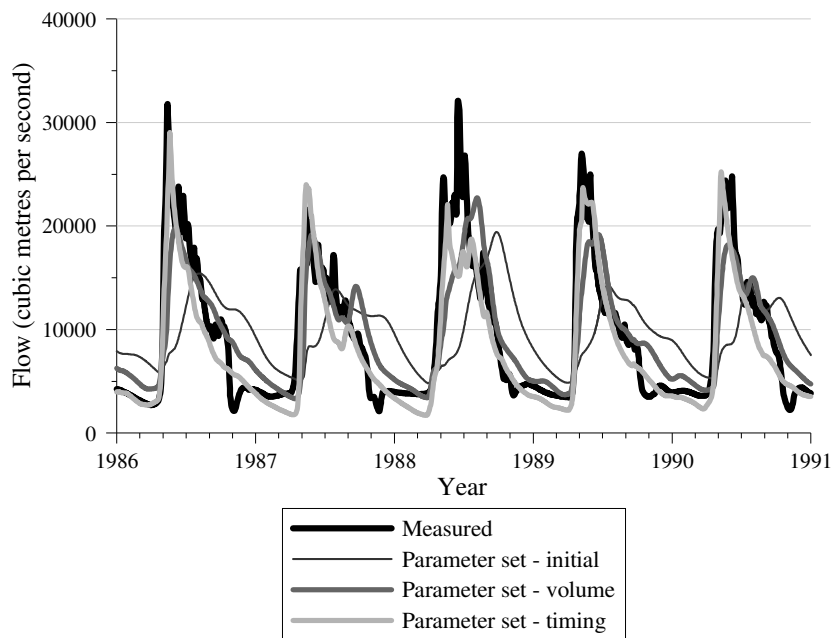 40000
30000
20000
10000
0
Flow (cubic metres per second)
1986 1987 1988 1989 1990 1991
Year
Measured
Parameter set - initial
Parameter set - volume
Parameter set - timing